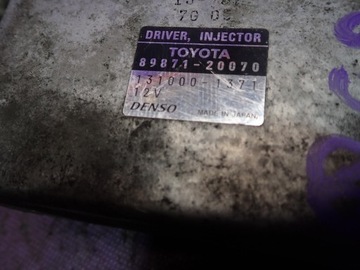 DRIVER, INJECTOR
TOYOTA
89871-20070
131000-1371
12V
DENSO MADE IN JAPAN